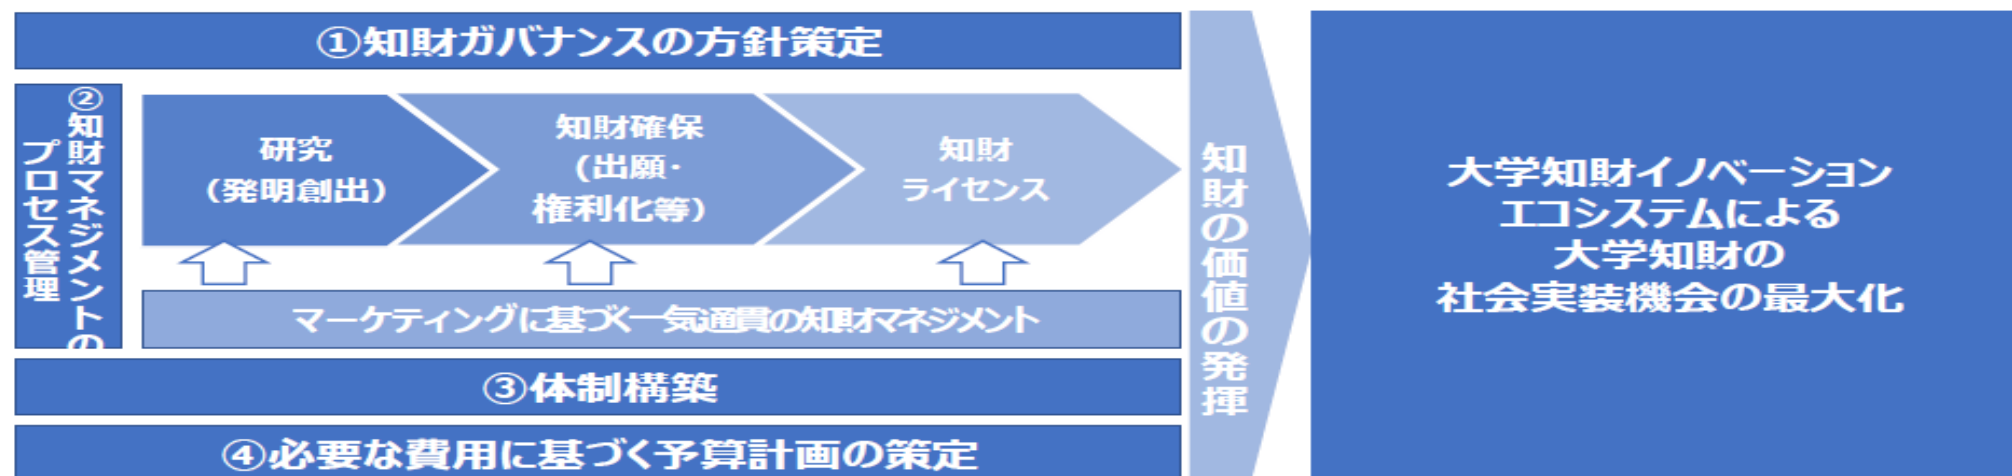 ①知財ガバナンスの方針策定
②知財マネジメントの
プロセス管理
研究
(発明創出)
知財確保
(出願・
権利化等)
知財
ライセンス
マーケティングに基づく一気通貫の知財マネジメント
③体制構築
④必要な費用に基づく予算計画の策定
知財の価値の発揮
大学知財イノベーション
エコシステムによる
大学知財の
社会実装機会の最大化